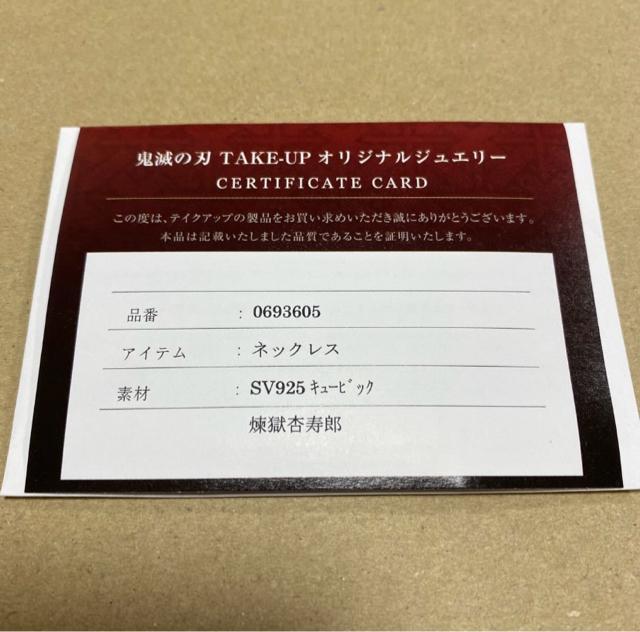 鬼滅の刃 TAKE-UP オリジナルジュエリー
CERTIFICATE CARD
この度は、テイクアップの製品をお買い求めいただき誠にありがとうございます。
本品は記載いたしました品質であることを証明いたします。
品番 : 0693605
アイテム : ネックレス
素材 : SV925 ｷｭｰﾋﾞｯｸ
煉獄杏寿郎